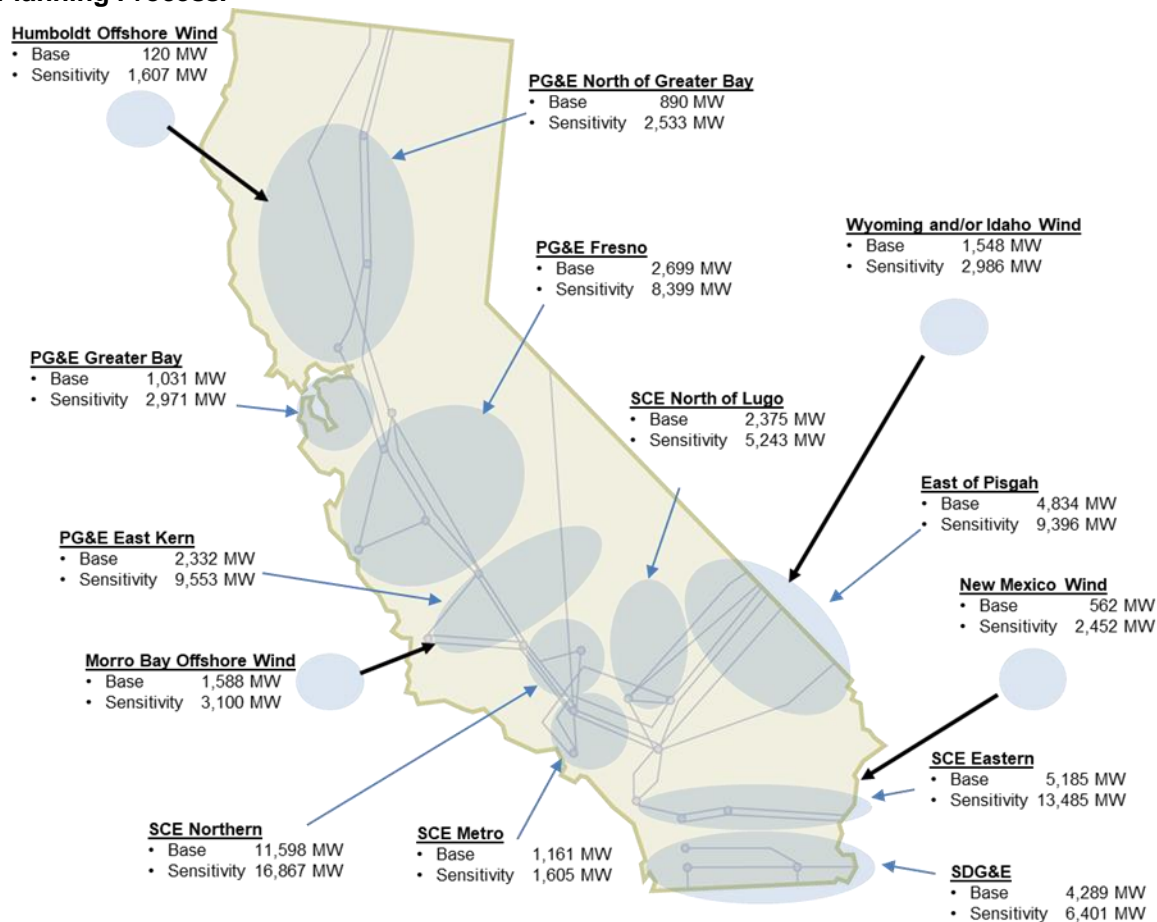 Planning Process.
Humboldt Offshore Wind
• Base 120 MW
• Sensitivity 1,607 MW
PG&E North of Greater Bay
• Base 890 MW
• Sensitivity 2,533 MW
Wyoming and/or Idaho Wind
• Base 1,548 MW
• Sensitivity 2,986 MW
PG&E Fresno
• Base 2,699 MW
• Sensitivity 8,399 MW
PG&E Greater Bay
• Base 1,031 MW
• Sensitivity 2,971 MW
SCE North of Lugo
• Base 2,375 MW
• Sensitivity 5,243 MW
East of Pisgah
• Base 4,834 MW
• Sensitivity 9,396 MW
PG&E East Kern
• Base 2,332 MW
• Sensitivity 9,553 MW
New Mexico Wind
• Base 562 MW
• Sensitivity 2,452 MW
Morro Bay Offshore Wind
• Base 1,588 MW
• Sensitivity 3,100 MW
SCE Eastern
• Base 5,185 MW
• Sensitivity 13,485 MW
SCE Northern
• Base 11,598 MW
• Sensitivity 16,867 MW
SCE Metro
• Base 1,161 MW
• Sensitivity 1,605 MW
SDG&E
• Base 4,289 MW
• Sensitivity 6,401 MW